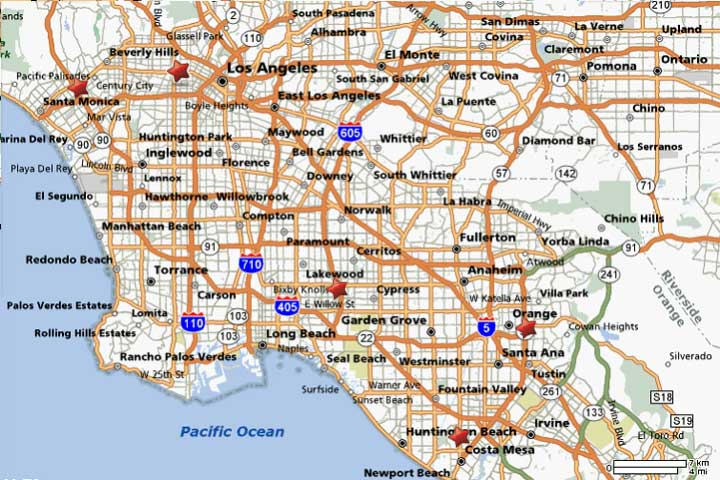 South Pasadena
Arrow Hwy
San Dimas
La Verne
210
2
Glassell Park
110
Alhambra
Covina
Upland
Beverly Hills
El Monte
Claremont
Pacific Palisades
Century City
Los Angeles
South San Gabriel
West Covina
71
Pomona
Ontario
Santa Monica
Boyle Heights
East Los Angeles
La Puente
Chino
Mar Vista
Maywood
605
Whittier
60
Diamond Bar
Los Serranos
arina Del Rey
90
90
Huntington Park
Inglewood
Bell Gardens
Playa Del Rey
Lincoln Blvd
Florence
Downey
South Whittier
57
142
71
Lennox
El Segundo
Hawthorne
Willowbrook
Norwalk
La Habra
Imperial Hwy
Chino Hills
Manhattan Beach
Compton
91
Paramount
Cerritos
Fullerton
Yorba Linda
91
Redondo Beach
Torrance
710
Lakewood
Anaheim
Atwood
241
Riverside
Orange
Carson
Bixby Knolls
Cypress
W Katella Ave
Villa Park
Palos Verdes Estates
Lomita
405
E Willow St
Orange
Rolling Hills Estates
110
103
103
Long Beach
Garden Grove
5
Cowan Heights
22
Naples
Rancho Palos Verdes
Seal Beach
Westminster
Santa Ana
Silverado
W 25th St
Surfside
Warner Ave
Tustin
Sunset Beach
Fountain Valley
261
S18
133
Irvine Blvd
S19
Pacific Ocean
Huntington Beach
Irvine
El Toro Rd
Costa Mesa
Newport Beach
7 km
4 mi